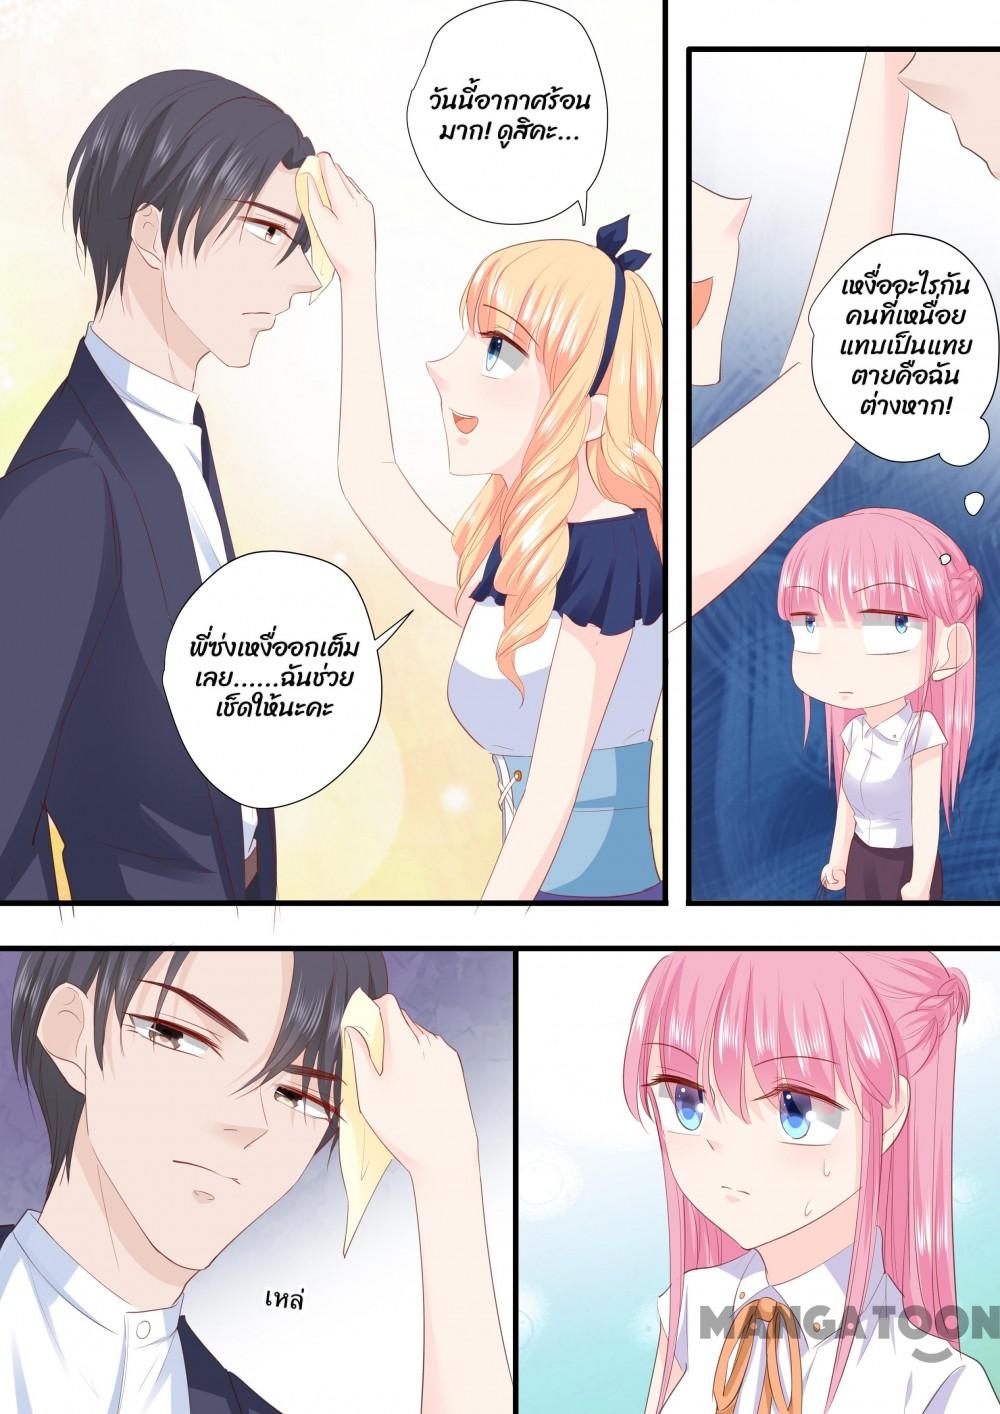 วันนี้อากาศร้อน
มาก! ดูสิคะ...
พี่ซ่งเหงื่อออกเต็ม
เลย......ฉันช่วย
เช็ดให้นะคะ
เหงื่ออะไรกัน
คนที่เหนื่อย
แทบเป็นแทย
ตายคือฉัน
ต่างหาก!
เหล่
MANGATOON